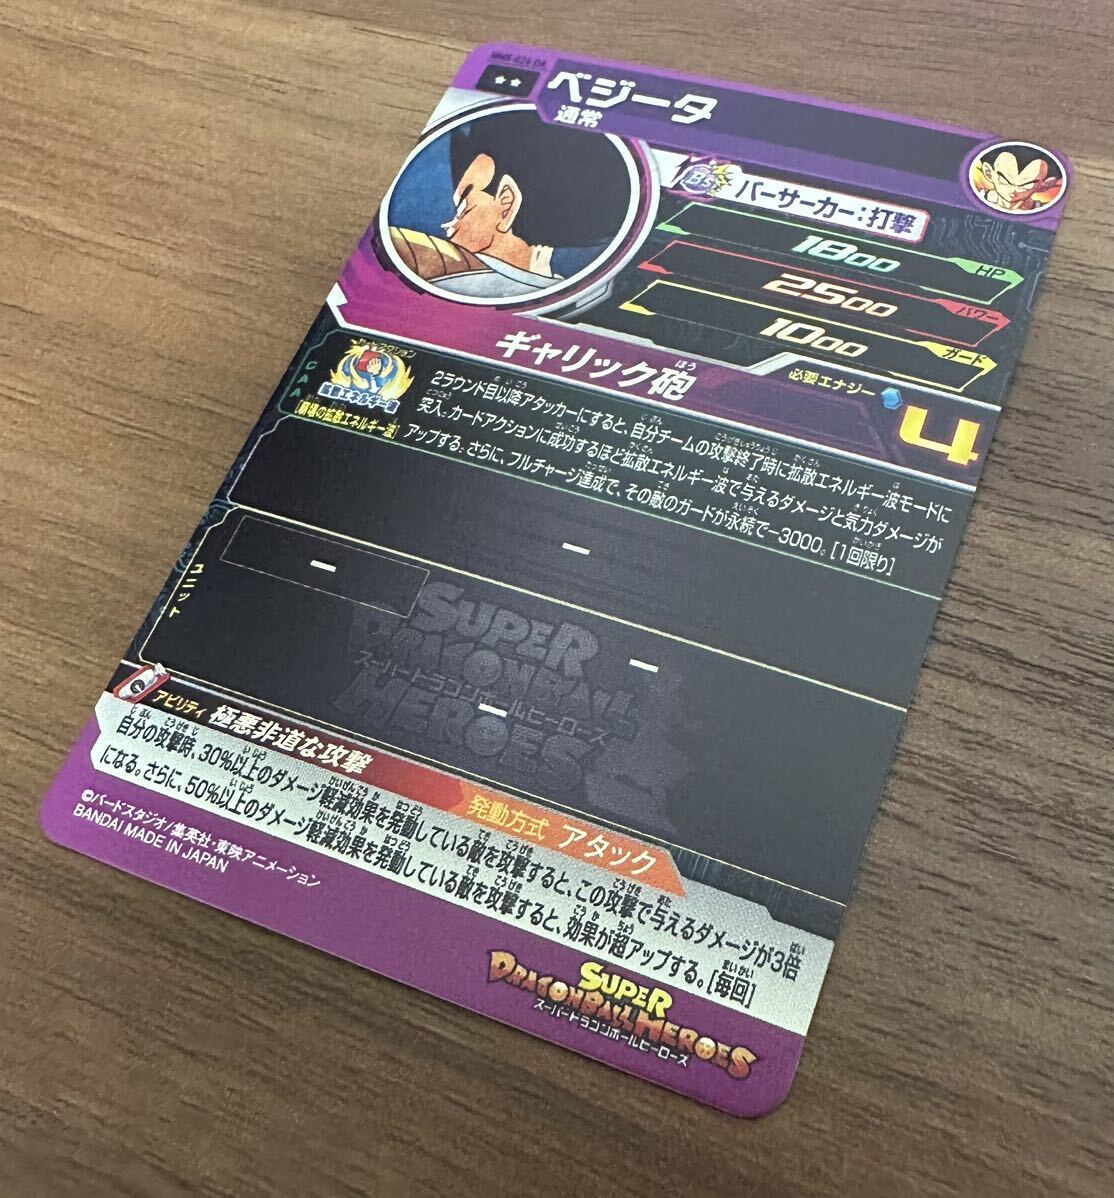 ベジータ
通常
Bs
バーサーカー:打撃
1800 HP
2500 パワー
1000 ガード
ギャリック砲
必要エナジー 4
CAA
拡散エネルギー波
2ラウンド目以降アタッカーにすると、自分チームの攻撃終了時に拡散エネルギー波モードに
突入。カードアクションに成功するほど拡散エネルギー波で与えるダメージと気力ダメージが
アップする。さらに、フルチャージ達成で、その敵のガードが永続で−3000。[1回限り]
ー
ユニット
ー
ー
ー
SUPER
DRAGONBALL
スーパードラゴンボールヒーローズ
HEROES
アビリティ 極悪非道な攻撃
発動方式 アタック
自分の攻撃時、30%以上のダメージ軽減効果を発動している敵を攻撃すると、この攻撃で与えるダメージが3倍
になる。さらに、50%以上のダメージ軽減効果を発動している敵を攻撃すると、効果が超アップする。[毎回]
©バードスタジオ/集英社・東映アニメーション
BANDAI MADE IN JAPAN
SUPER
DRAGONBALL HEROES
スーパードラゴンボールヒーローズ